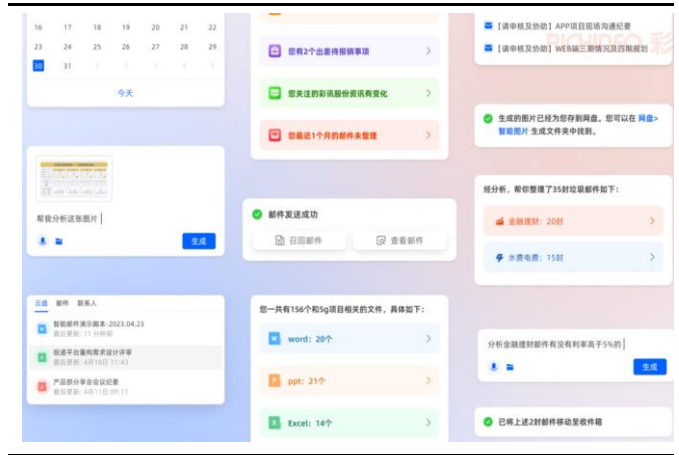 16 17 18 19 20 21 22
23 24 25 26 27 28 29
30 31 1 2 3 4 5
今天
帮我分析这张图片
生成
云盘 邮件 联系人
智能邮件演示脚本-2023.04.23
最后更新: 11 分钟前
极速平台重构需求设计评审
最后更新: 4月18日 11:43
产品部分享会会议纪要
最后更新: 4月11日 09:11
您有2个出差待报销事项
您关注的彩讯股份资讯有变化
您最近1个月的邮件未整理
邮件发送成功
召回邮件 查看邮件
您一共有156个和5g项目相关的文件，具体如下：
word: 20个
ppt: 21个
Excel: 14个
【请审核及协助】APP项目现场沟通纪要
【请审核及协助】WEB端三期情况及四期规划
RICHINFO 彩
生成的图片已经为您存到网盘。您可以在 网盘>
智能图片 生成文件夹中找到。
经分析，帮你整理了35封垃圾邮件如下：
金融理财: 20封
水费电费: 15封
分析金融理财邮件有没有利率高于5%的
生成
已将上述2封邮件移动至收件箱